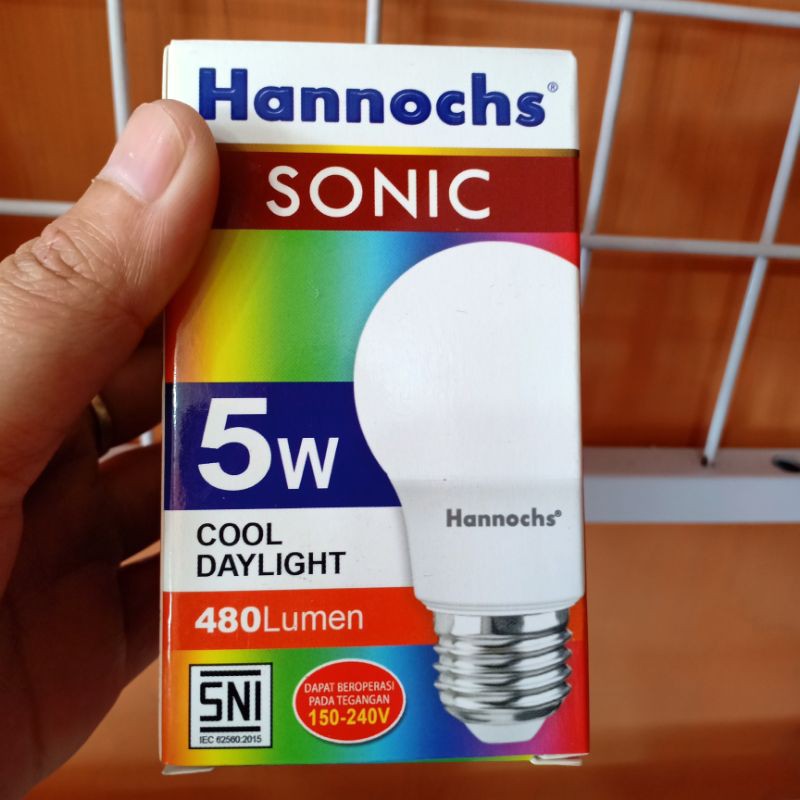 Hannochs®
SONIC
5W
COOL
DAYLIGHT
480Lumen
Hannochs®
SNI
IEC 62560:2015
DAPAT BEROPERASI
PADA TEGANGAN
150-240V